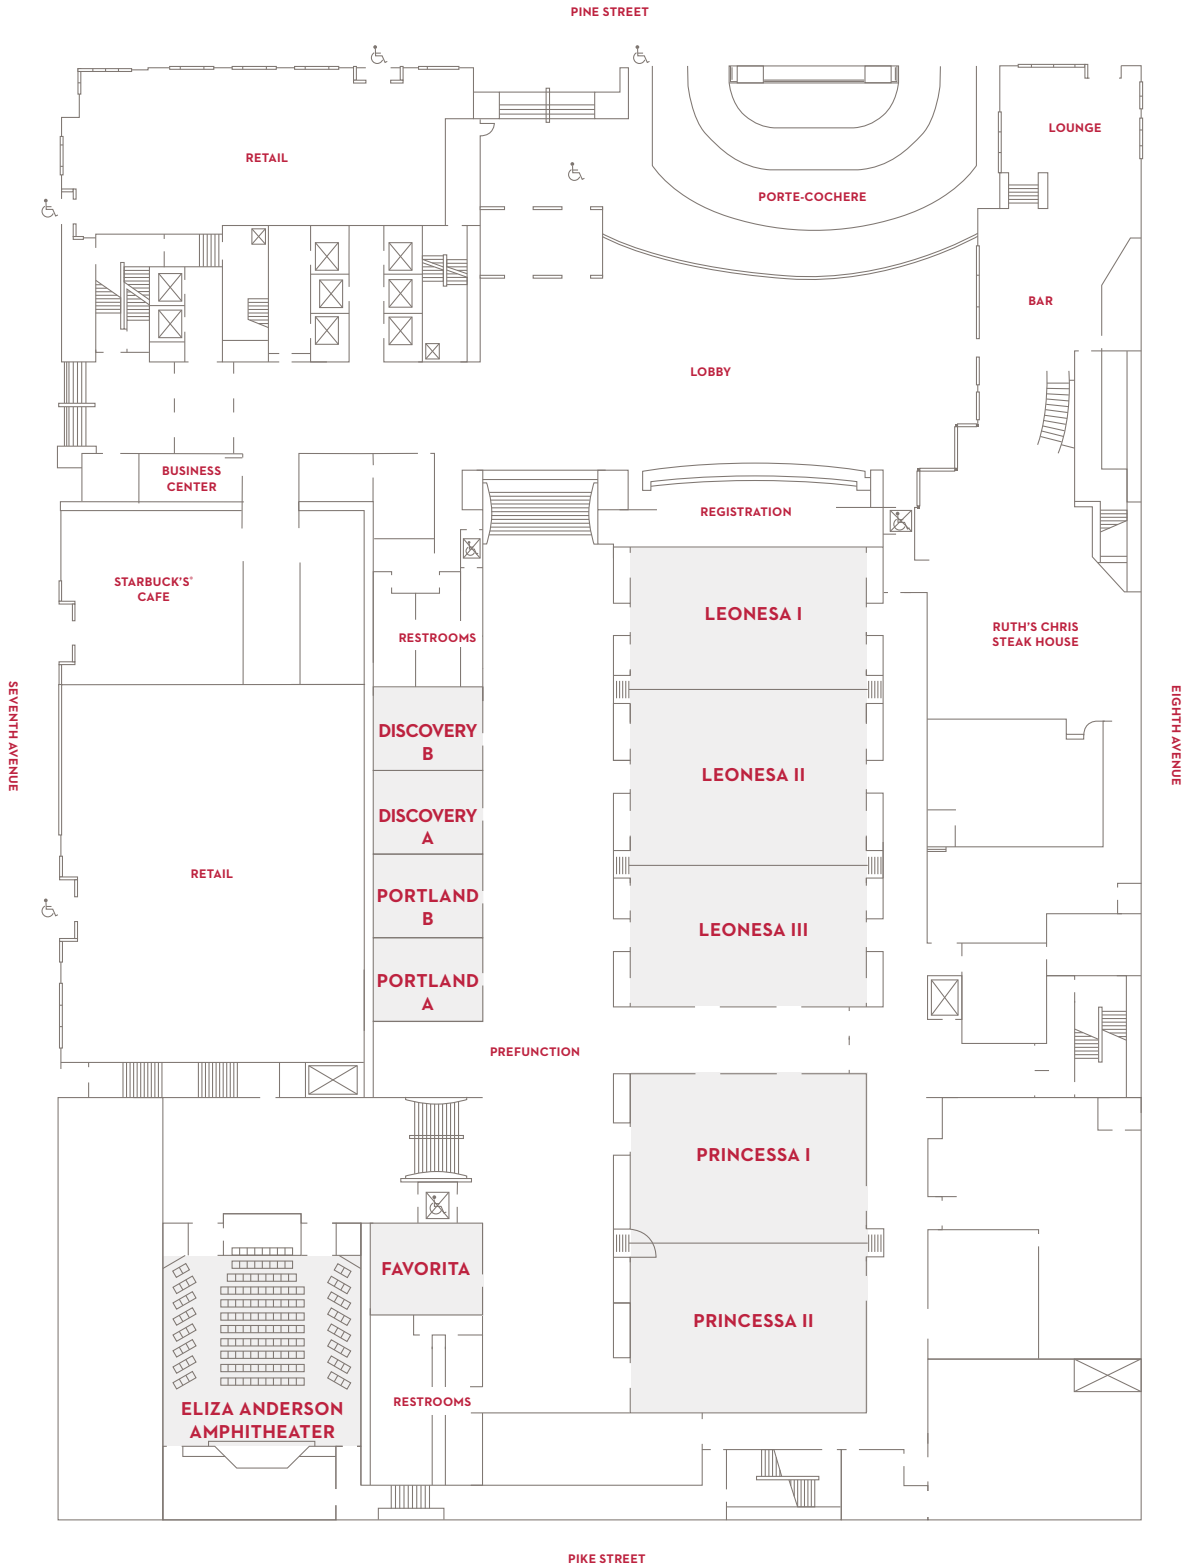 PINE STREET
LOUNGE
RETAIL
PORTE-COCHERE
BAR
LOBBY
BUSINESS
CENTER
REGISTRATION
STARBUCK'S®
CAFE
LEONESA I
RESTROOMS
RUTH'S CHRIS
STEAK HOUSE
SEVENTH AVENUE
EIGHTH AVENUE
DISCOVERY
B
LEONESA II
DISCOVERY
A
RETAIL
PORTLAND
B
LEONESA III
PORTLAND
A
PREFUNCTION
PRINCESSA I
FAVORITA
PRINCESSA II
RESTROOMS
ELIZA ANDERSON
AMPHITHEATER
PIKE STREET